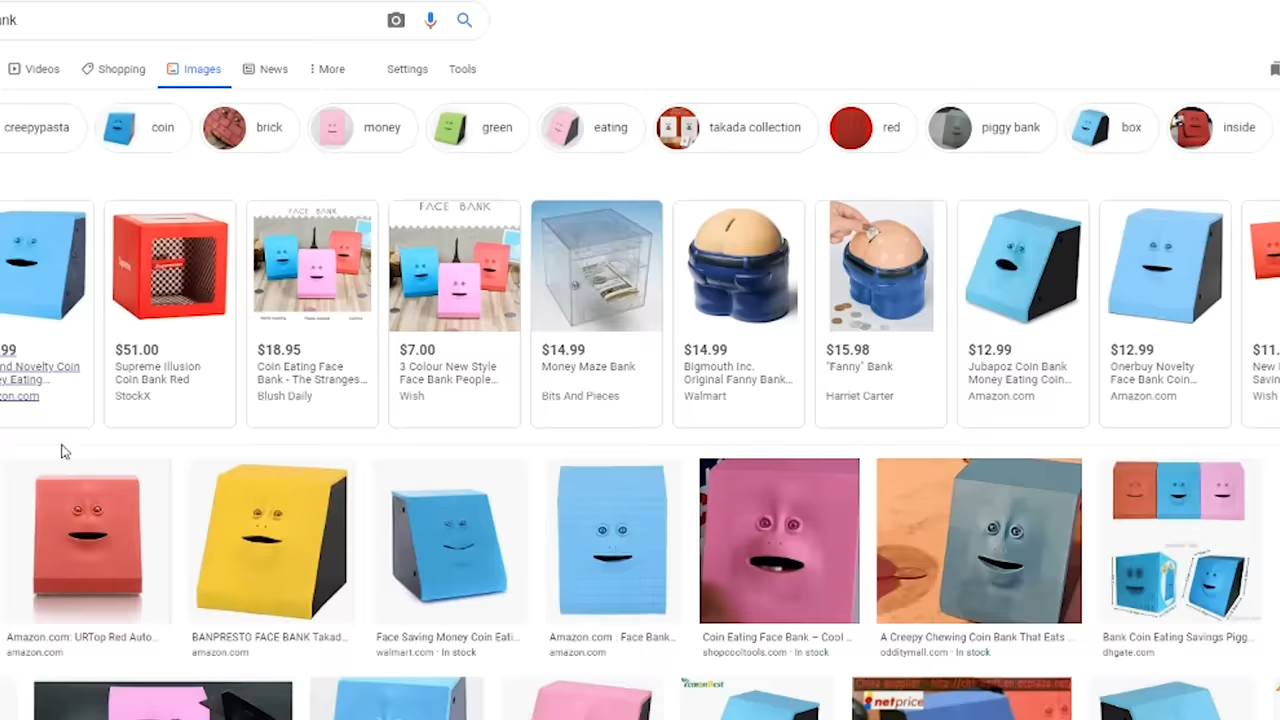 nk
Videos
Shopping
Images
News
More
Settings
Tools
creepypasta
coin
brick
money
green
eating
takada collection
red
piggy bank
box
inside
FACE BANK
FACE BANK
99
nd Novelty Coin
ey Eating...
zon.com
$51.00
Supreme Illusion
Coin Bank Red
StockX
$18.95
Coin Eating Face
Bank - The Stranges...
Blush Daily
$7.00
3 Colour New Style
Face Bank People...
Wish
$14.99
Money Maze Bank
Bits And Pieces
$14.99
Bigmouth Inc.
Original Fanny Bank...
Walmart
$15.98
"Fanny" Bank
Harriet Carter
$12.99
Jubapoz Coin Bank
Money Eating Coin...
Amazon.com
$12.99
Onerbuy Novelty
Face Bank Coin...
Amazon.com
$11.
New
Savin
Wish
Amazon.com: URTop Red Auto...
amazon.com
BANPRESTO FACE BANK Takad...
amazon.com
Face Saving Money Coin Eati...
walmart.com · In stock
Amazon.com : Face Bank...
amazon.com
Coin Eating Face Bank – Cool ...
shopcooltools.com · In stock
A Creepy Chewing Coin Bank That Eats ...
odditymall.com · In stock
Bank Coin Eating Savings Pigg...
dhgate.com
netprice